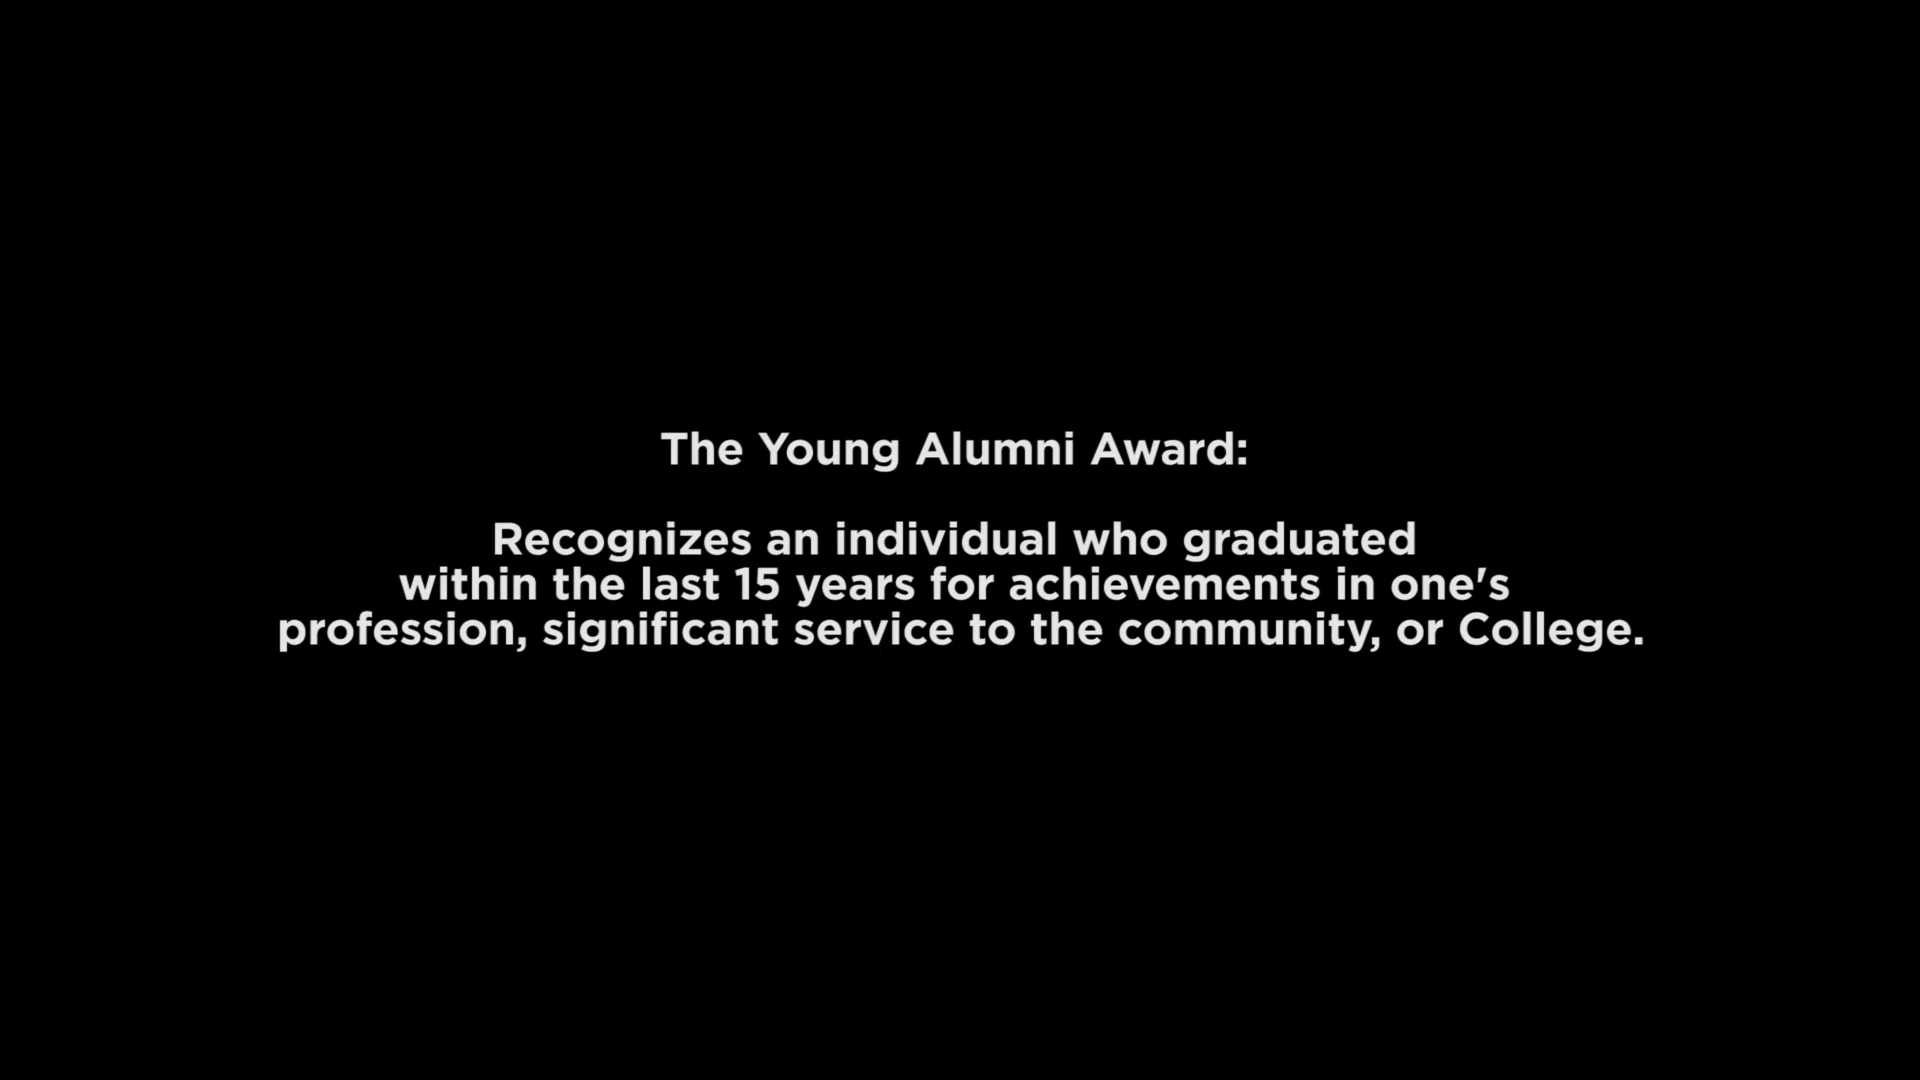 The Young Alumni Award:
Recognizes an individual who graduated
within the last 15 years for achievements in one's
profession, significant service to the community, or College.